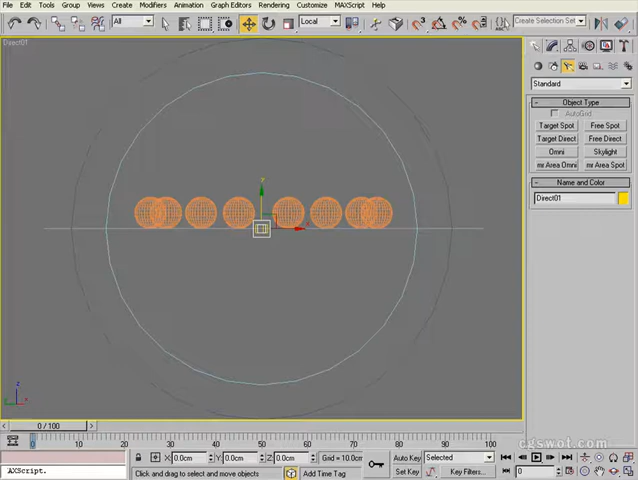 File Edit Tools Group Views Create Modifiers Animation Graph Editors Rendering Customize MAXScript Help
All Local Create Selection Set
Direct01
Standard
Object Type
AutoGrid
Target Spot Free Spot
Target Direct Free Direct
Omni Skylight
mr Area Omni mr Area Spot
Name and Color
Direct01
y
z
x
0 / 100
0 10 20 30 40 50 60 70 80 90 100
cgswot.com
X: 0.0cm Y: 0.0cm Z: 0.0cm Grid = 10.0cm Auto Key Selected
AXScript. Click and drag to select and move objects Add Time Tag Set Key Key Filters... 0